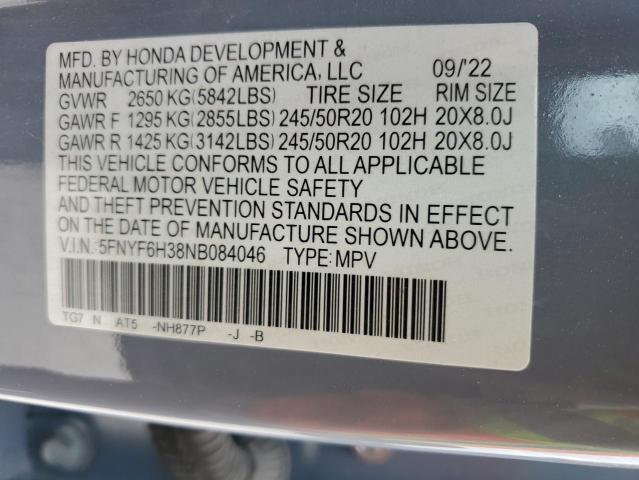 MFD. BY HONDA DEVELOPMENT &
MANUFACTURING OF AMERICA, LLC 09/'22
GVWR 2650 KG(5842LBS) TIRE SIZE RIM SIZE
GAWR F 1295 KG(2855LBS) 245/50R20 102H 20X8.0J
GAWR R 1425 KG(3142LBS) 245/50R20 102H 20X8.0J
THIS VEHICLE CONFORMS TO ALL APPLICABLE
FEDERAL MOTOR VEHICLE SAFETY
AND THEFT PREVENTION STANDARDS IN EFFECT
ON THE DATE OF MANUFACTURE SHOWN ABOVE.
V.I.N.: 5FNYF6H38NB084046 TYPE: MPV
TG7 N AT5 -NH877P -J -B